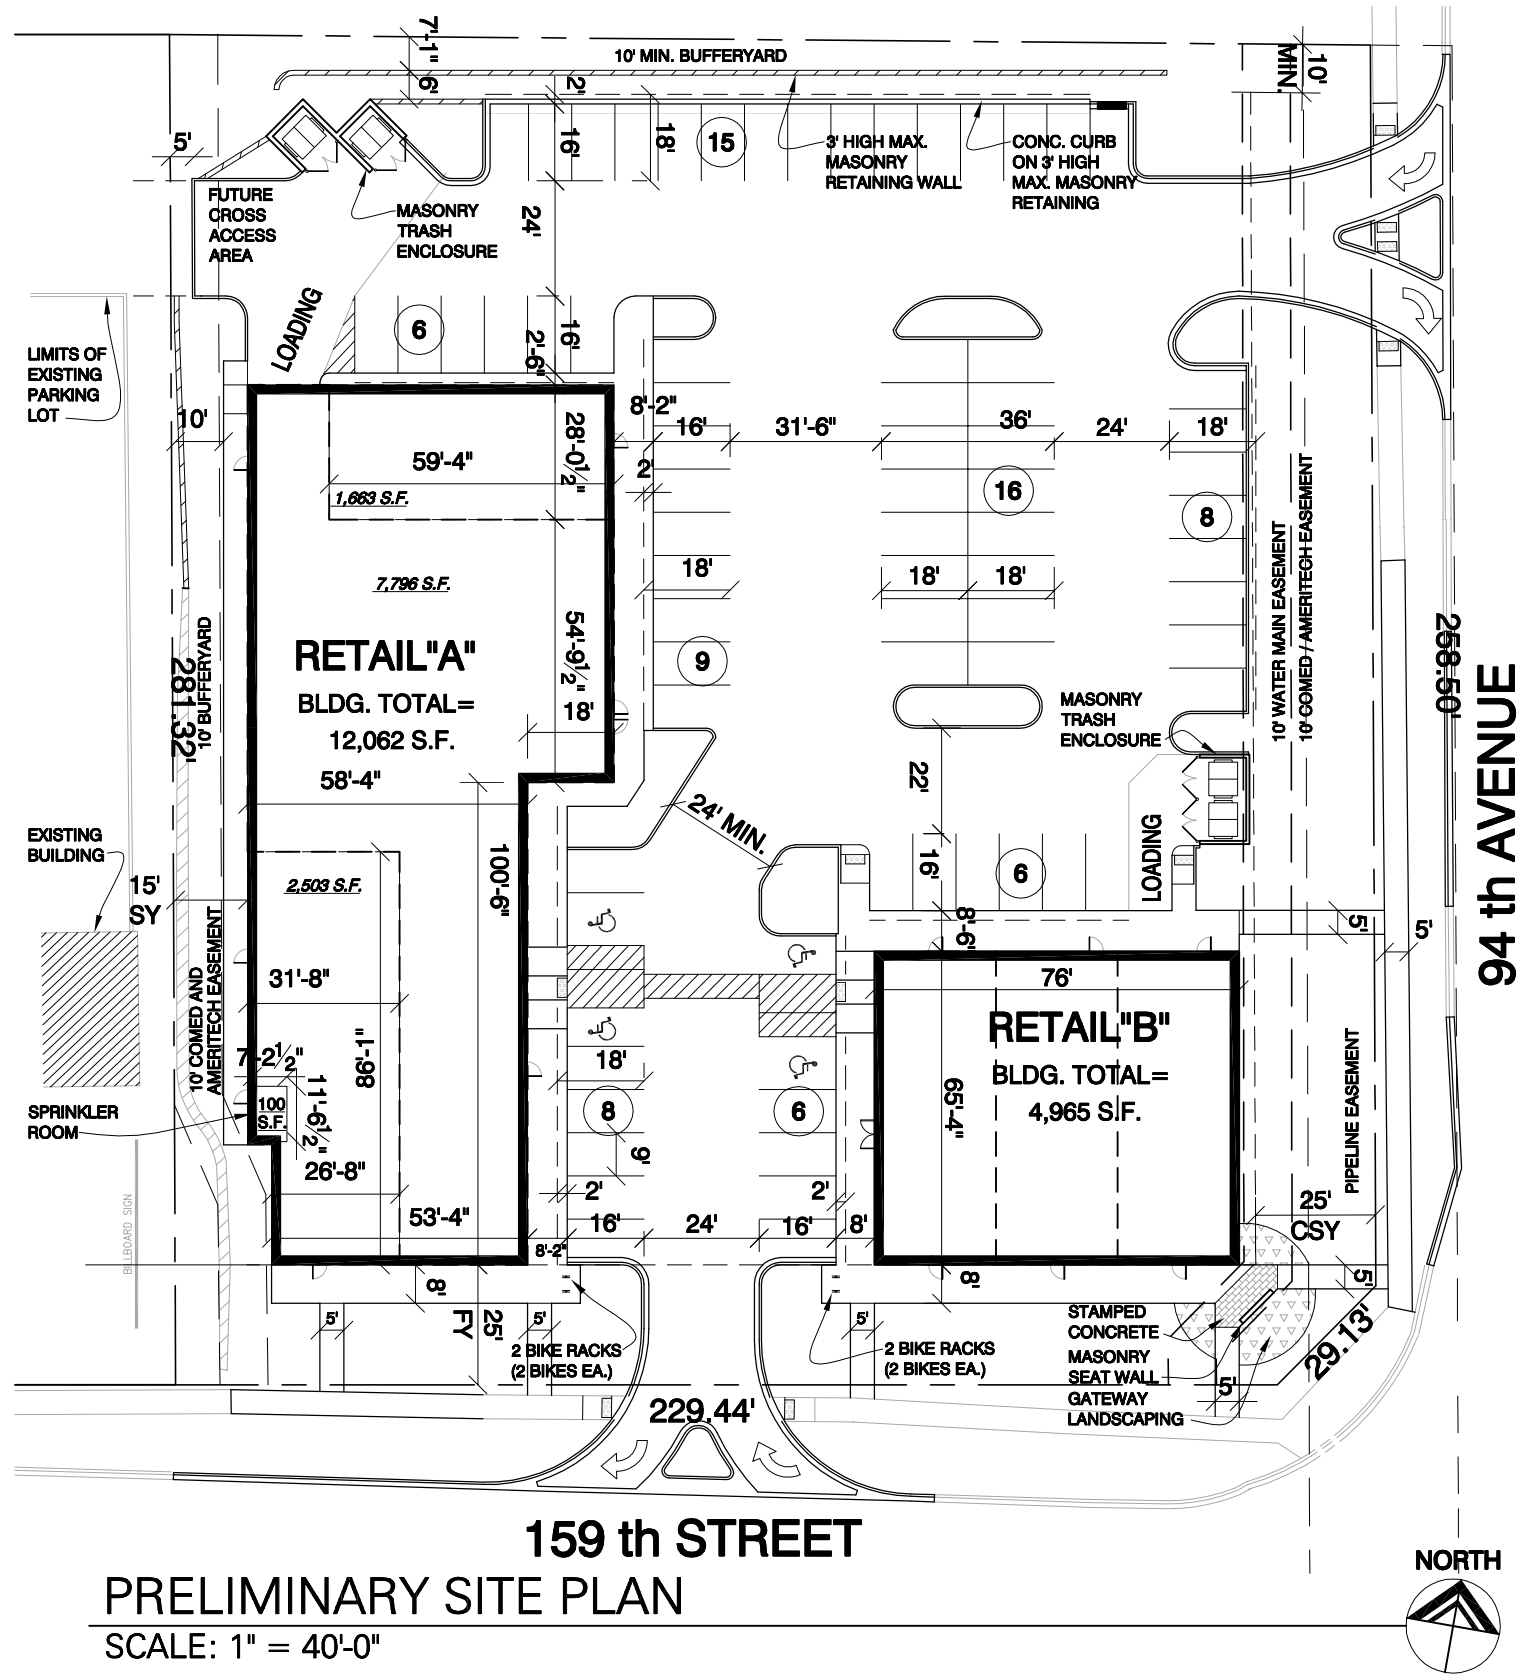 7'-1"
6'
10' MIN. BUFFERYARD
2'
10'
MIN.
5'
16'
18'
15
3' HIGH MAX.
MASONRY
RETAINING WALL
CONC. CURB
ON 3' HIGH
MAX. MASONRY
RETAINING
FUTURE
CROSS
ACCESS
AREA
MASONRY
TRASH
ENCLOSURE
24'
LOADING
6
2'-6"
16'
LIMITS OF
EXISTING
PARKING
LOT
10'
8'-2"
16'
31'-6"
36'
24'
18'
28'-0 1/2"
59'-4"
2'
1,663 S.F.
16
8
7,796 S.F.
18'
18'
18'
10' WATER MAIN EASEMENT
10' COMED / AMERITECH EASEMENT
54'-9 1/2"
RETAIL"A"
BLDG. TOTAL=
12,062 S.F.
9
281.32'
10' BUFFERYARD
258.50'
94 th AVENUE
18'
MASONRY
TRASH
ENCLOSURE
58'-4"
22'
24' MIN.
LOADING
EXISTING
BUILDING
100'-6"
16'
6
15'
SY
2,503 S.F.
8'-6"
5'
5'
10' COMED AND
AMERITECH EASEMENT
31'-8"
76'
RETAIL"B"
BLDG. TOTAL=
4,965 S.F.
65'-4"
86'-1"
7'-2 1/2"
11'-6 1/2"
100
S.F.
SPRINKLER
ROOM
18'
8
6
9'
PIPELINE EASEMENT
26'-8"
2'
2'
53'-4"
16'
24'
16'
8'
25'
CSY
8'-2"
BILLBOARD SIGN
8'
25'
FY
8'
5'
5'
5'
5'
2 BIKE RACKS
(2 BIKES EA.)
2 BIKE RACKS
(2 BIKES EA.)
STAMPED
CONCRETE
MASONRY
SEAT WALL
GATEWAY
LANDSCAPING
5'
29.13'
229.44'
159 th STREET
NORTH
PRELIMINARY SITE PLAN
SCALE: 1" = 40'-0"